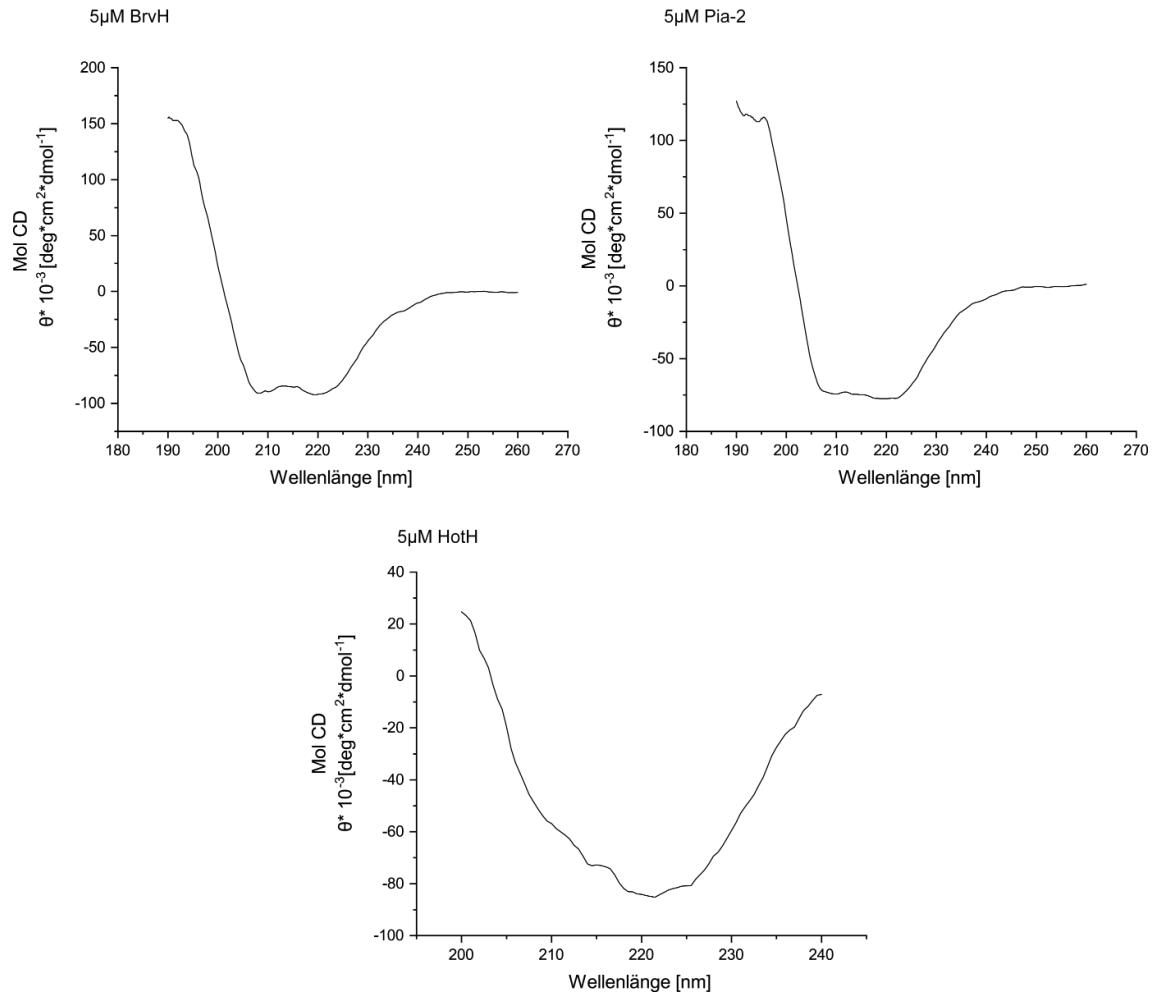 5µM BrvH
200
150
100
50
0
-50
-100
Mol CD
θ* 10⁻³ [deg*cm²*dmol⁻¹]
180 190 200 210 220 230 240 250 260 270
Wellenlänge [nm]
5µM Pia-2
150
100
50
0
-50
-100
Mol CD
θ* 10⁻³ [deg*cm²*dmol⁻¹]
180 190 200 210 220 230 240 250 260 270
Wellenlänge [nm]
5µM HotH
40
20
0
-20
-40
-60
-80
-100
Mol CD
θ* 10⁻³[deg*cm²*dmol⁻¹]
200 210 220 230 240
Wellenlänge [nm]